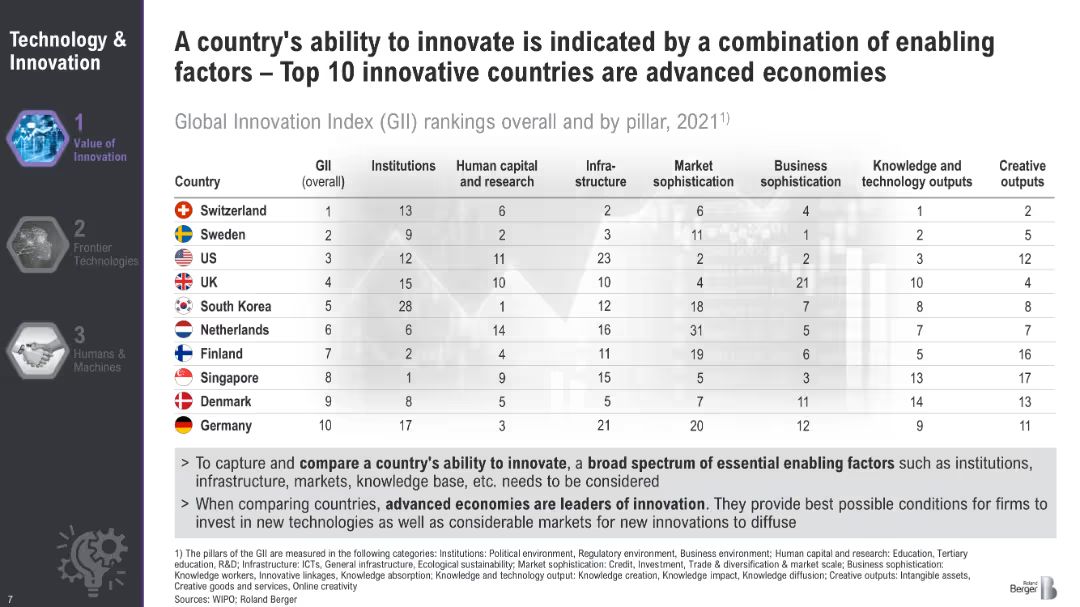 Technology &
Innovation
1
Value of
Innovation
2
Frontier
Technologies
3
Humans &
Machines
7
A country's ability to innovate is indicated by a combination of enabling
factors – Top 10 innovative countries are advanced economies
Global Innovation Index (GII) rankings overall and by pillar, 2021¹⁾
Country GII (overall) Institutions Human capital and research Infra-structure Market sophistication Business sophistication Knowledge and technology outputs Creative outputs
Switzerland 1 13 6 2 6 4 1 2
Sweden 2 9 2 3 11 1 2 5
US 3 12 11 23 2 2 3 12
UK 4 15 10 10 4 21 10 4
South Korea 5 28 1 12 18 7 8 8
Netherlands 6 6 14 16 31 5 7 7
Finland 7 2 4 11 19 6 5 16
Singapore 8 1 9 15 5 3 13 17
Denmark 9 8 5 5 7 11 14 13
Germany 10 17 3 21 20 12 9 11
> To capture and compare a country's ability to innovate, a broad spectrum of essential enabling factors such as institutions,
infrastructure, markets, knowledge base, etc. needs to be considered
> When comparing countries, advanced economies are leaders of innovation. They provide best possible conditions for firms to
invest in new technologies as well as considerable markets for new innovations to diffuse
1) The pillars of the GII are measured in the following categories: Institutions: Political environment, Regulatory environment, Business environment; Human capital and research: Education, Tertiary
education, R&D; Infrastructure: ICTs, General infrastructure, Ecological sustainability; Market sophistication: Credit, Investment, Trade & diversification & market scale; Business sophistication:
Knowledge workers, Innovative linkages, Knowledge absorption; Knowledge and technology output: Knowledge creation, Knowledge impact, Knowledge diffusion; Creative outputs: Intangible assets,
Creative goods and services, Online creativity
Sources: WIPO; Roland Berger
Roland
Berger
B